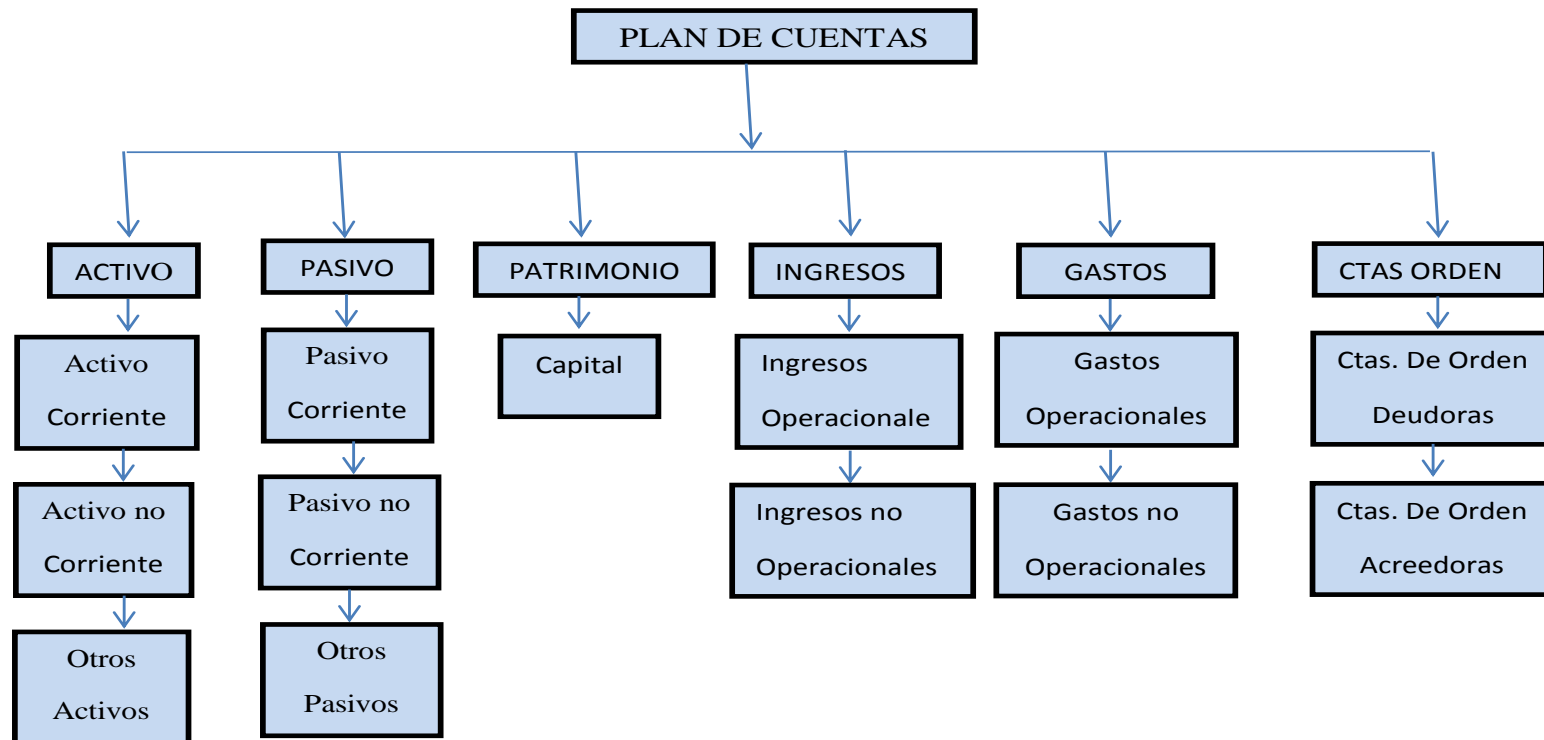 PLAN DE CUENTAS
ACTIVO
PASIVO
PATRIMONIO
INGRESOS
GASTOS
CTAS ORDEN
Activo
Corriente
Pasivo
Corriente
Capital
Ingresos
Operacionale
Gastos
Operacionales
Ctas. De Orden
Deudoras
Activo no
Corriente
Pasivo no
Corriente
Ingresos no
Operacionales
Gastos no
Operacionales
Ctas. De Orden
Acreedoras
Otros
Activos
Otros
Pasivos